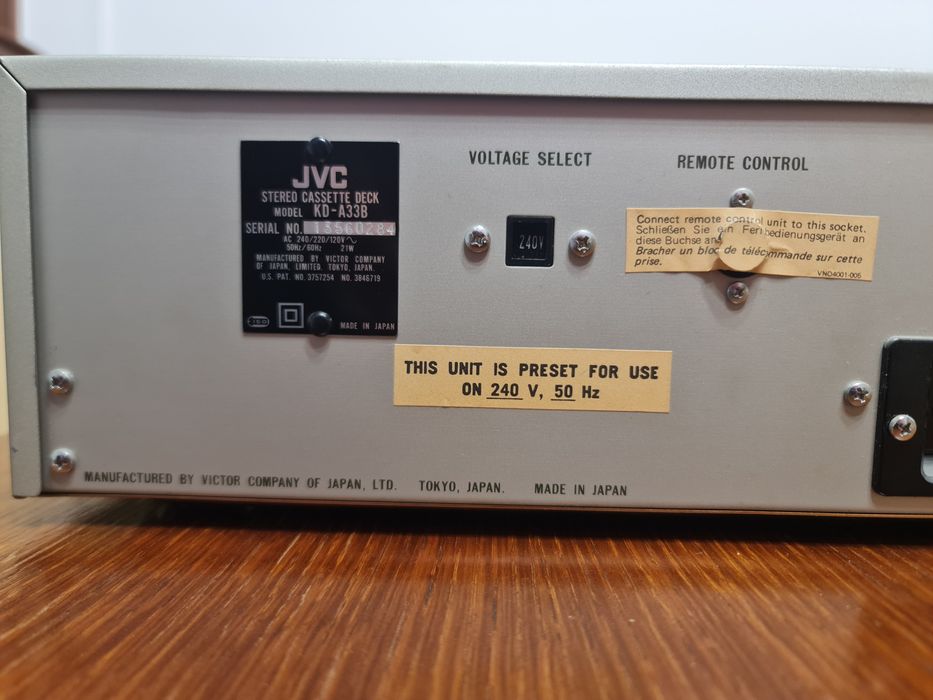 JVC
STEREO CASSETTE DECK
MODEL KD-A33B
SERIAL NO. 13560284
AC 240/220/120V∿
50Hz/60Hz 21W
MANUFACTURED BY VICTOR COMPANY
OF JAPAN, LIMITED. TOKYO, JAPAN.
U.S. PAT. NO. 3757254 NO. 3846719
MADE IN JAPAN
VOLTAGE SELECT
240V
REMOTE CONTROL
Connect remote control unit to this socket.
Schließen Sie ein Fernbedienungsgerät an
diese Buchse an.
Bracher un bloc de télécommande sur cette
prise.
VND4001-005
THIS UNIT IS PRESET FOR USE
ON 240 V, 50 Hz
MANUFACTURED BY VICTOR COMPANY OF JAPAN, LTD. TOKYO, JAPAN. MADE IN JAPAN